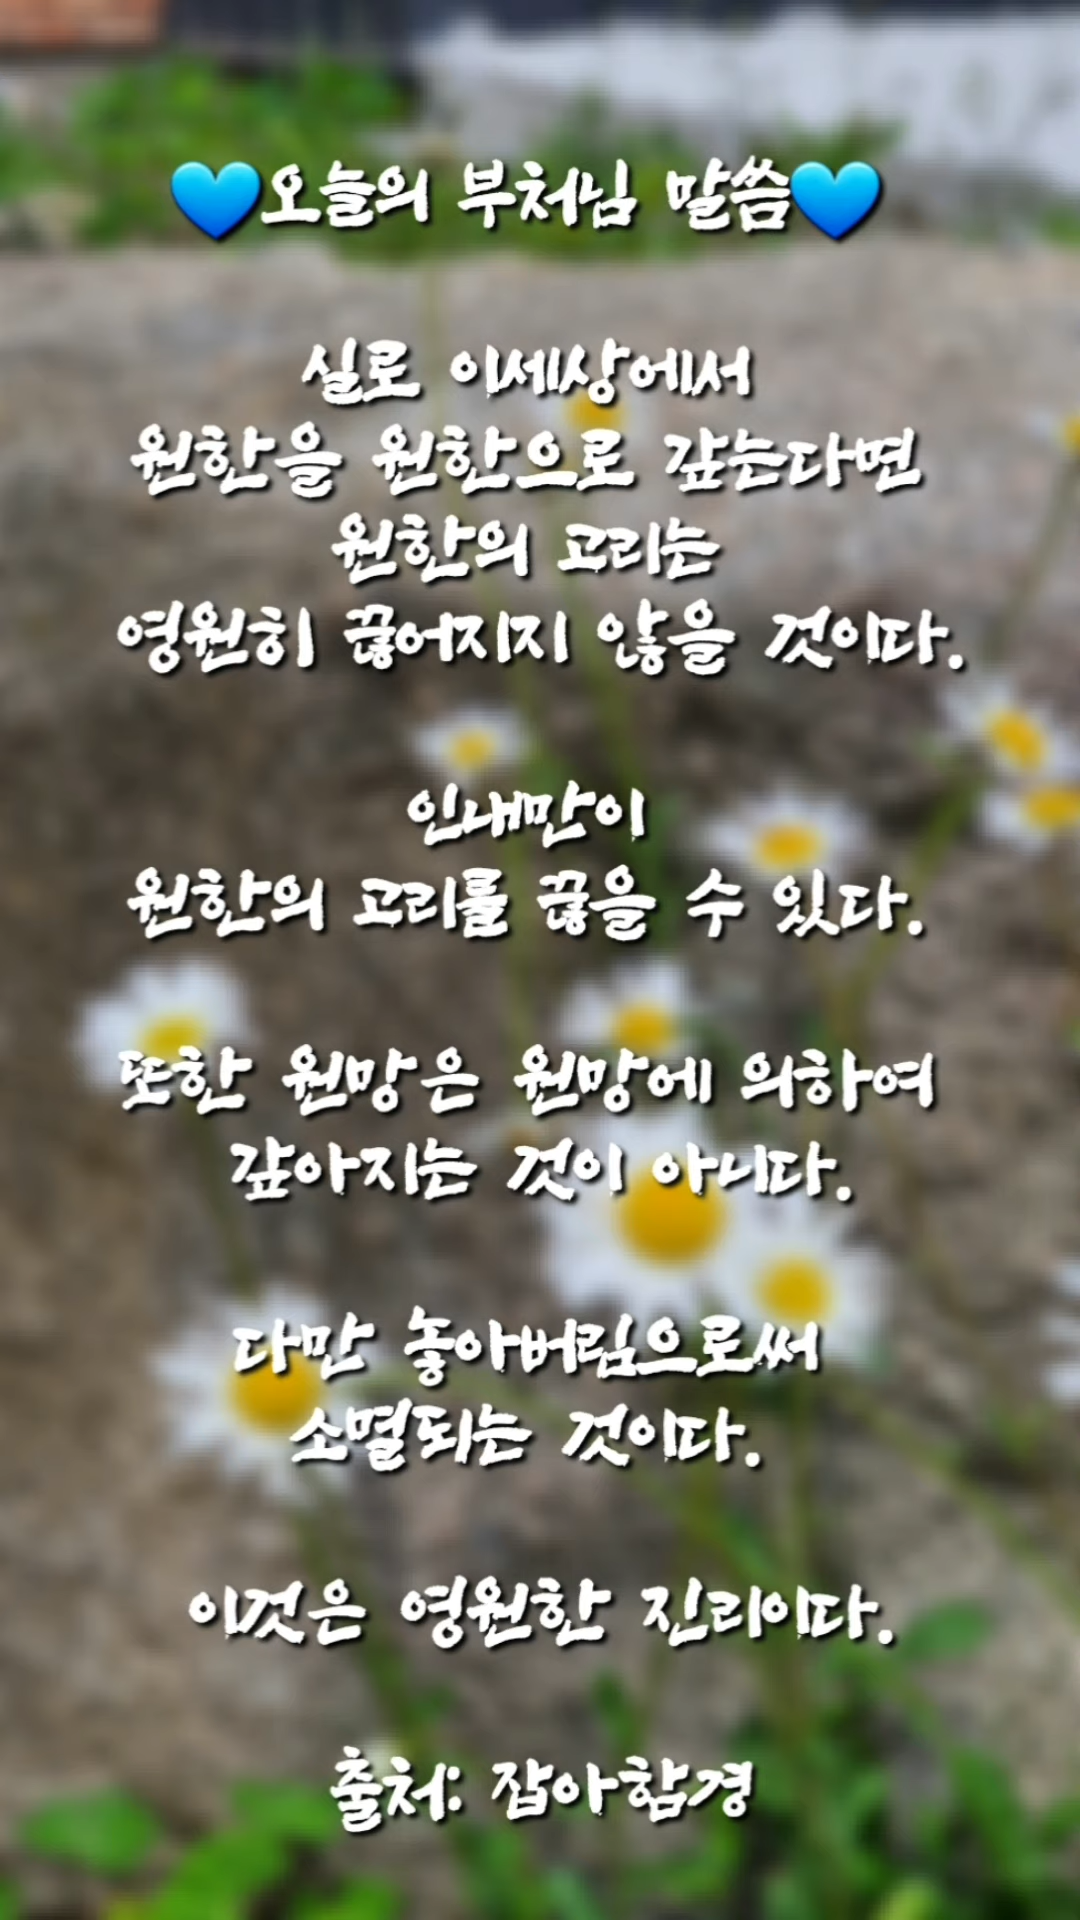 💙오늘의 부처님 말씀💙
실로 이세상에서
원한을 원한으로 갚는다면
원한의 고리는
영원히 끊어지지 않을 것이다.
인내만이
원한의 고리를 끊을 수 있다.
또한 원망은 원망에 의하여
갚아지는 것이 아니다.
다만 놓아버림으로써
소멸되는 것이다.
이것은 영원한 진리이다.
출처: 잡아함경